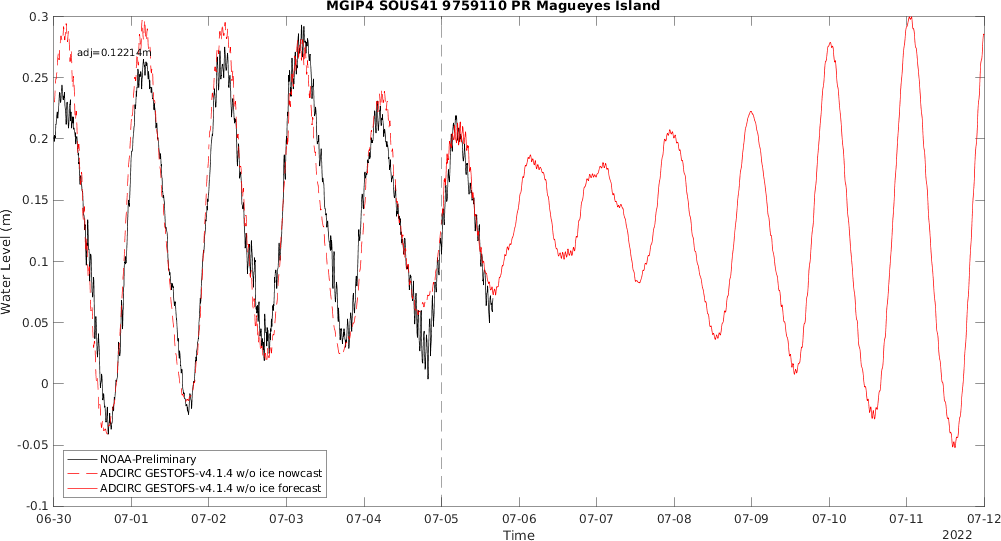 MGIP4 SOUS41 9759110 PR Magueyes Island
adj=0.12214m
Water Level (m)
0.3
0.25
0.2
0.15
0.1
0.05
0
-0.05
-0.1
NOAA-Preliminary
ADCIRC GESTOFS-v4.1.4 w/o ice nowcast
ADCIRC GESTOFS-v4.1.4 w/o ice forecast
06-30 07-01 07-02 07-03 07-04 07-05 07-06 07-07 07-08 07-09 07-10 07-11 07-12
Time
2022